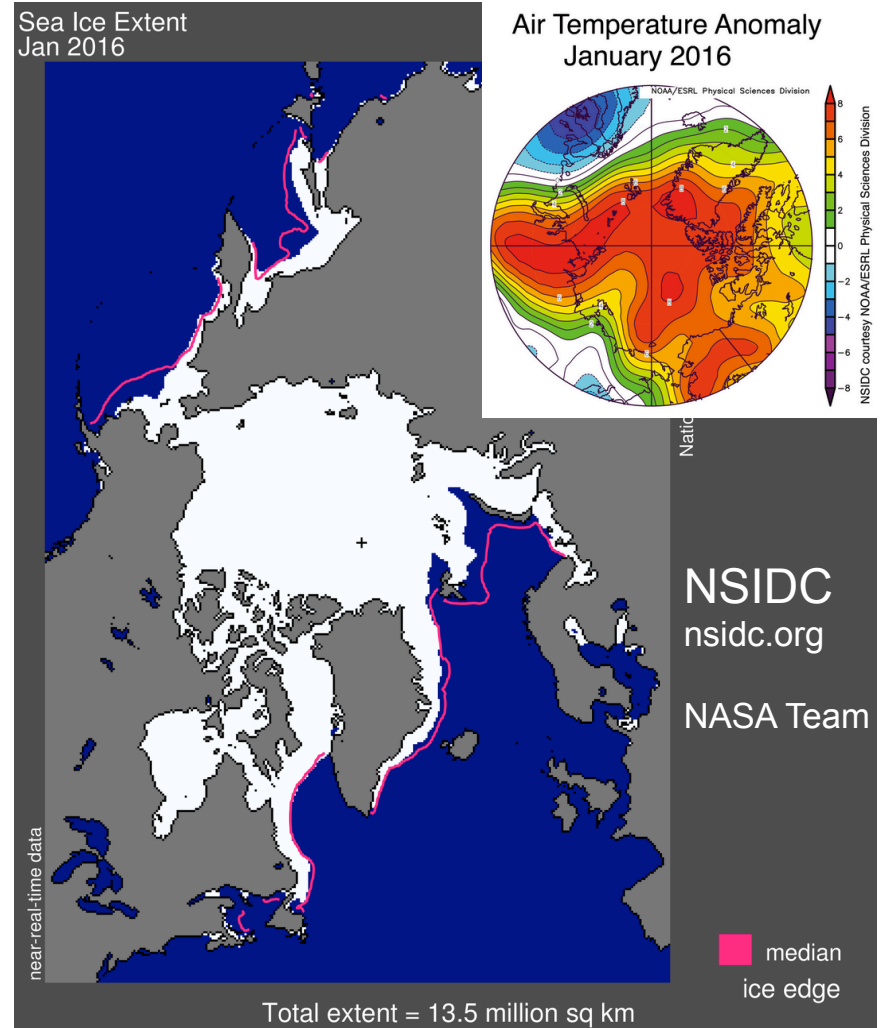 Sea Ice Extent
Jan 2016
Air Temperature Anomaly
January 2016
NOAA/ESRL Physical Sciences Division
8
6
4
2
1
0
-2
-4
-6
-8
NSIDC courtesy NOAA/ESRL Physical Sciences Division
Natio
NSIDC
nsidc.org
NASA Team
near-real-time data
median
ice edge
Total extent = 13.5 million sq km